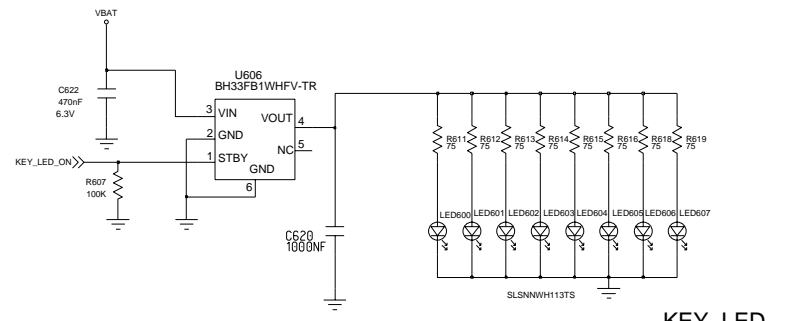 VBAT
U606
BH33FB1WHFV-TR
C622
470nF
6.3V
3 VIN
VOUT 4
2 GND
NC 5
KEY_LED_ON
1 STBY
GND
6
R607
100K
C620
1000NF
R611 R612 R613 R614 R615 R616 R618 R619
75 75 75 75 75 75 75 75
LED600 LED601 LED602 LED603 LED604 LED605 LED606 LED607
SLSNNWH113TS
KEY LED